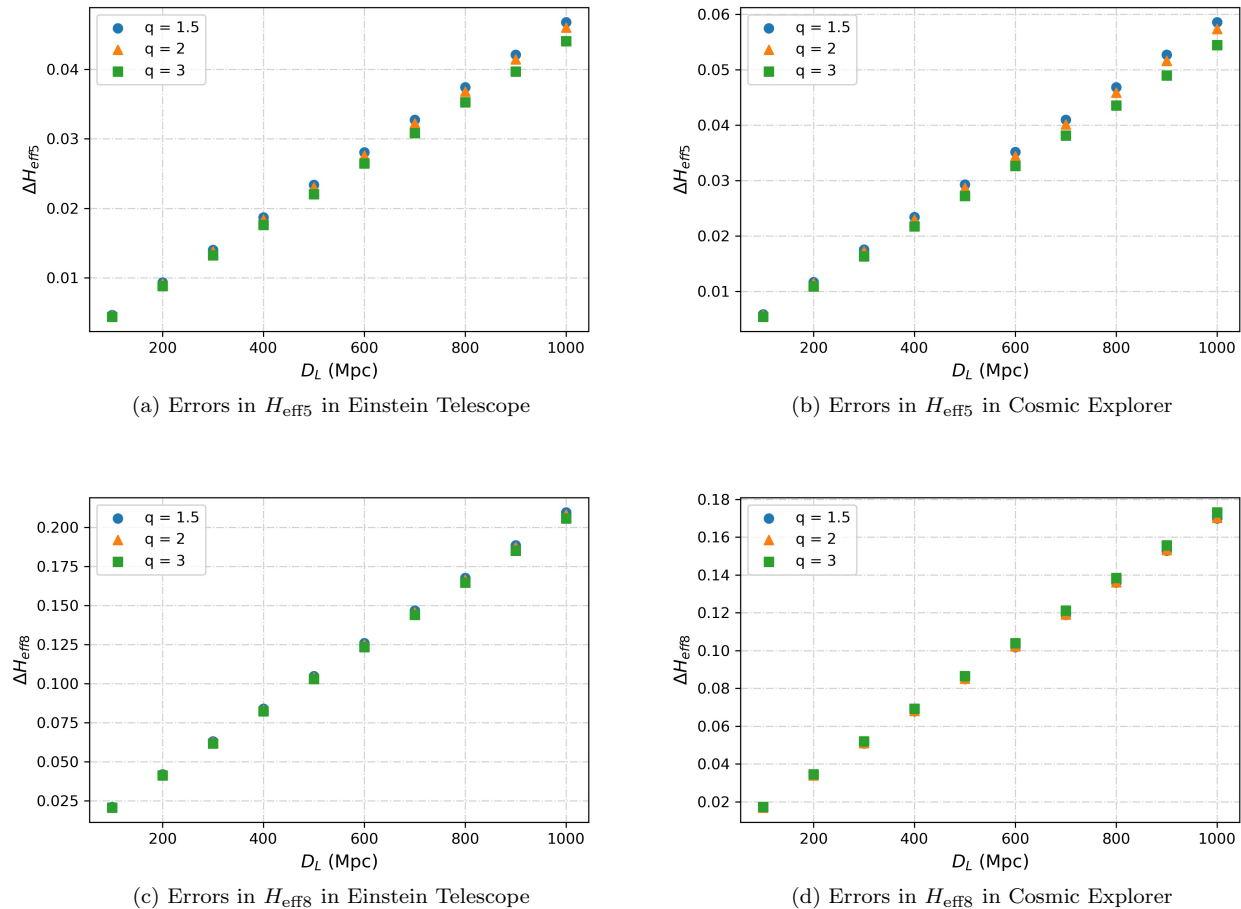 q = 1.5
q = 2
q = 3
0.04
0.03
0.02
0.01
ΔH_eff5
200 400 600 800 1000
D_L (Mpc)
(a) Errors in H_eff5 in Einstein Telescope
q = 1.5
q = 2
q = 3
0.06
0.05
0.04
0.03
0.02
0.01
ΔH_eff5
200 400 600 800 1000
D_L (Mpc)
(b) Errors in H_eff5 in Cosmic Explorer
q = 1.5
q = 2
q = 3
0.200
0.175
0.150
0.125
0.100
0.075
0.050
0.025
ΔH_eff8
200 400 600 800 1000
D_L (Mpc)
(c) Errors in H_eff8 in Einstein Telescope
q = 1.5
q = 2
q = 3
0.18
0.16
0.14
0.12
0.10
0.08
0.06
0.04
0.02
ΔH_eff8
200 400 600 800 1000
D_L (Mpc)
(d) Errors in H_eff8 in Cosmic Explorer